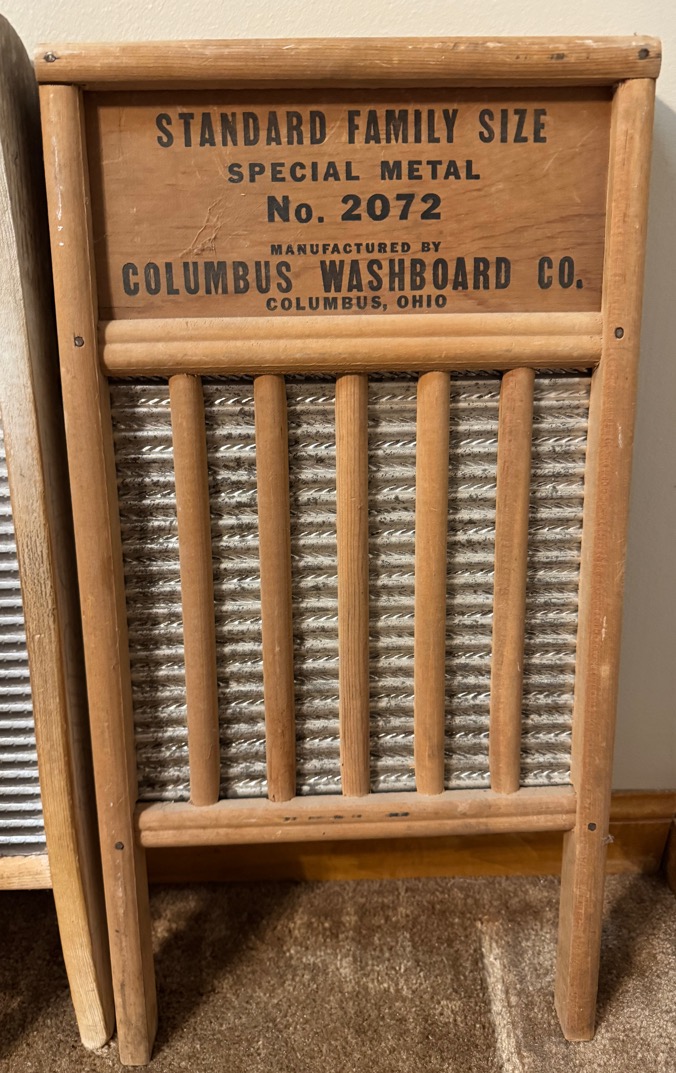 STANDARD FAMILY SIZE
SPECIAL METAL
No. 2072
MANUFACTURED BY
COLUMBUS WASHBOARD CO.
COLUMBUS, OHIO